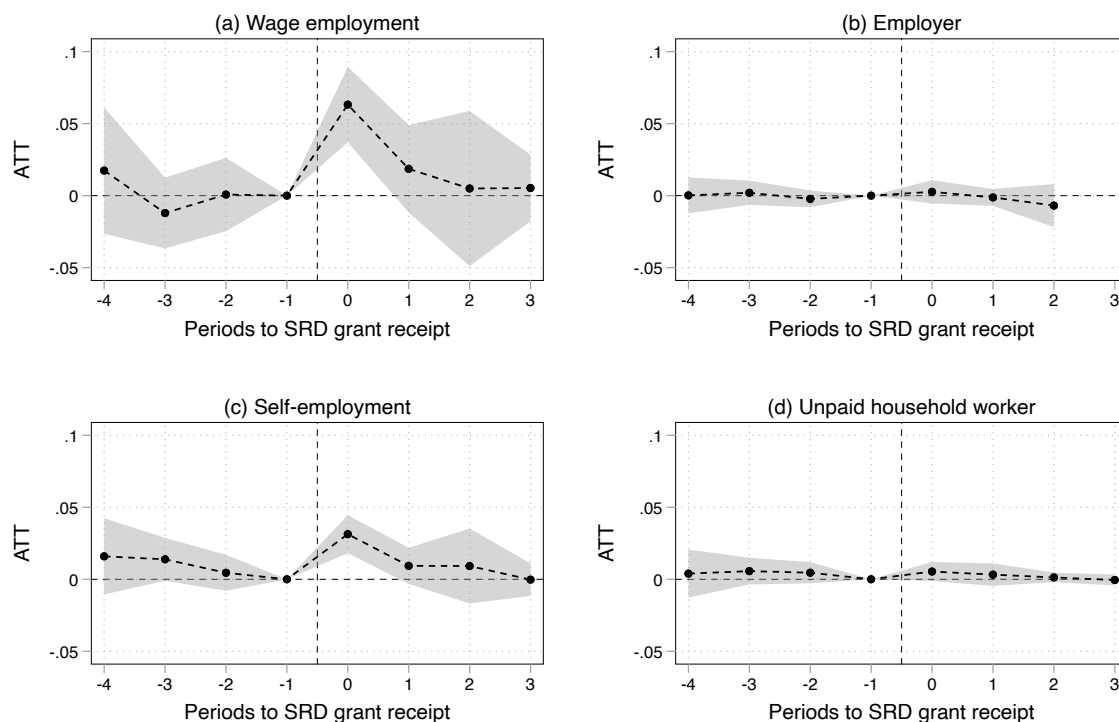 (a) Wage employment
.1
.05
0
-.05
ATT
-4 -3 -2 -1 0 1 2 3
Periods to SRD grant receipt
(b) Employer
.1
.05
0
-.05
ATT
-4 -3 -2 -1 0 1 2 3
Periods to SRD grant receipt
(c) Self-employment
.1
.05
0
-.05
ATT
-4 -3 -2 -1 0 1 2 3
Periods to SRD grant receipt
(d) Unpaid household worker
.1
.05
0
-.05
ATT
-4 -3 -2 -1 0 1 2 3
Periods to SRD grant receipt